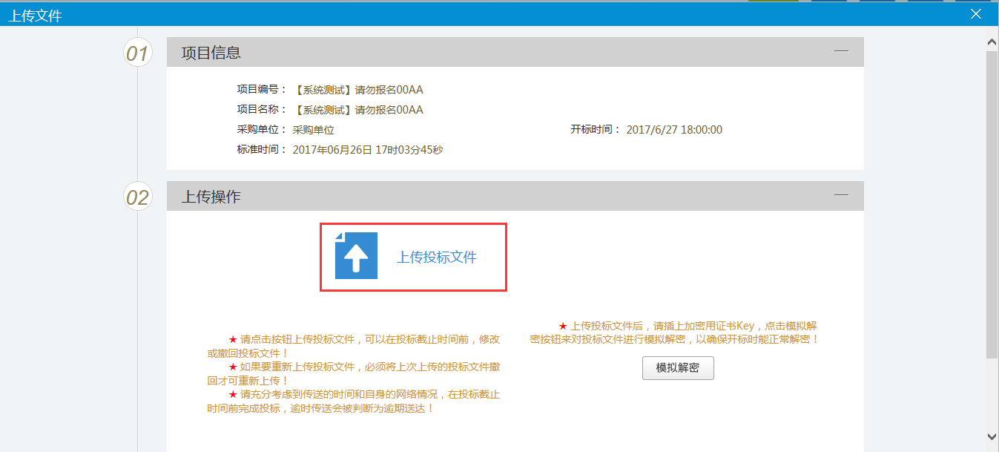 上传文件
01
项目信息
项目编号：【系统测试】请勿报名00AA
项目名称：【系统测试】请勿报名00AA
采购单位：采购单位
开标时间：2017/6/27 18:00:00
标准时间：2017年06月26日 17时03分45秒
02
上传操作
上传投标文件
★ 请点击按钮上传投标文件，可以在投标截止时间前，修改
或撤回投标文件！
★ 如果要重新上传投标文件，必须将上次上传的投标文件撤
回才可重新上传！
★ 请充分考虑到传送的时间和自身的网络情况，在投标截止
时间前完成投标，逾时传送会被判断为逾期送达！
★ 上传投标文件后，请插上加密用证书Key，点击模拟解
密按钮来对投标文件进行模拟解密，以确保开标时能正常解密！
模拟解密